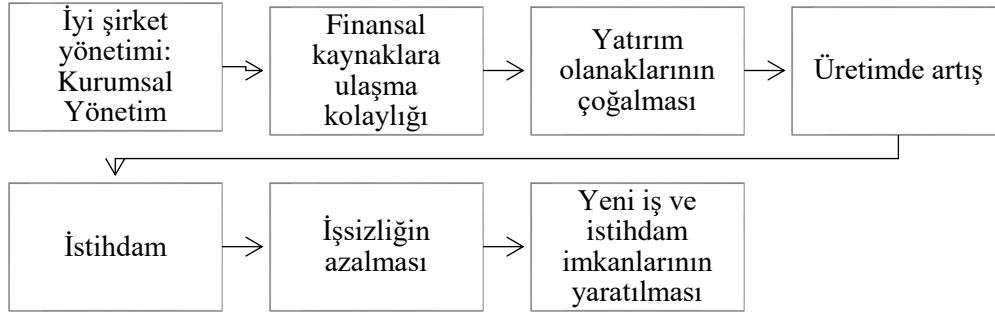 İyi şirket
yönetimi:
Kurumsal
Yönetim
Finansal
kaynaklara
ulaşma
kolaylığı
Yatırım
olanaklarının
çoğalması
Üretimde artış
İstihdam
İşsizliğin
azalması
Yeni iş ve
istihdam
imkanlarının
yaratılması